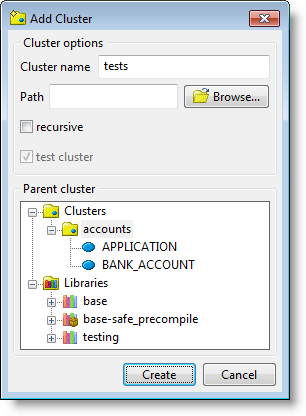 Add Cluster
Cluster options
Cluster name tests
Path Browse...
recursive
test cluster
Parent cluster
Clusters
accounts
APPLICATION
BANK_ACCOUNT
Libraries
base
base-safe_precompile
testing
Create Cancel